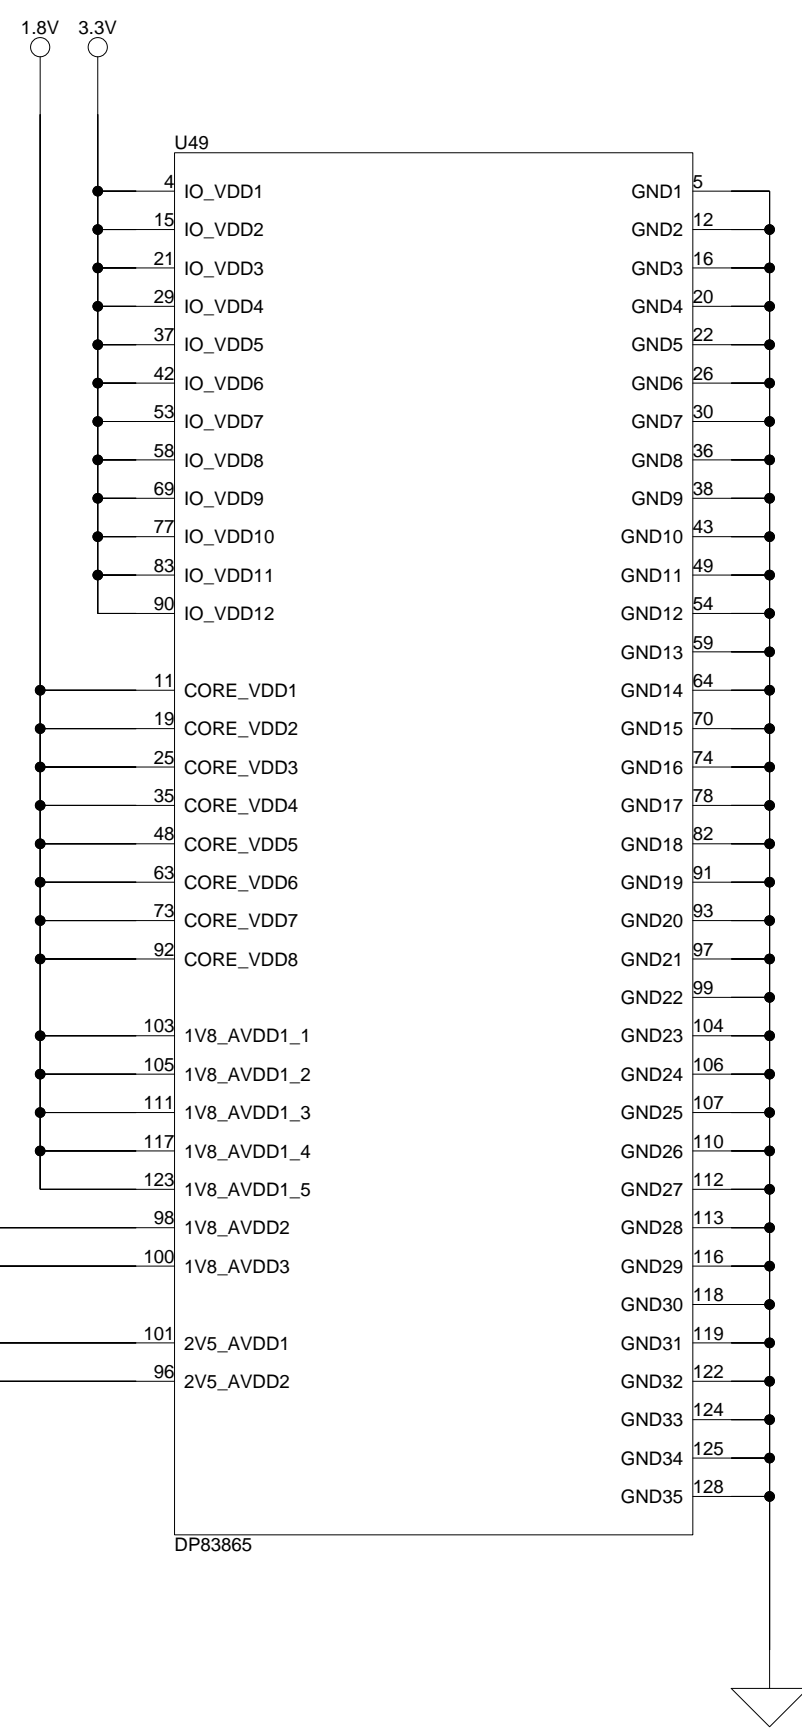 1.8V 3.3V
U49
4 IO_VDD1 GND1 5
15 IO_VDD2 GND2 12
21 IO_VDD3 GND3 16
29 IO_VDD4 GND4 20
37 IO_VDD5 GND5 22
42 IO_VDD6 GND6 26
53 IO_VDD7 GND7 30
58 IO_VDD8 GND8 36
69 IO_VDD9 GND9 38
77 IO_VDD10 GND10 43
83 IO_VDD11 GND11 49
90 IO_VDD12 GND12 54
GND13 59
11 CORE_VDD1 GND14 64
19 CORE_VDD2 GND15 70
25 CORE_VDD3 GND16 74
35 CORE_VDD4 GND17 78
48 CORE_VDD5 GND18 82
63 CORE_VDD6 GND19 91
73 CORE_VDD7 GND20 93
92 CORE_VDD8 GND21 97
GND22 99
103 1V8_AVDD1_1 GND23 104
105 1V8_AVDD1_2 GND24 106
111 1V8_AVDD1_3 GND25 107
117 1V8_AVDD1_4 GND26 110
123 1V8_AVDD1_5 GND27 112
98 1V8_AVDD2 GND28 113
100 1V8_AVDD3 GND29 116
GND30 118
101 2V5_AVDD1 GND31 119
96 2V5_AVDD2 GND32 122
GND33 124
GND34 125
GND35 128
DP83865